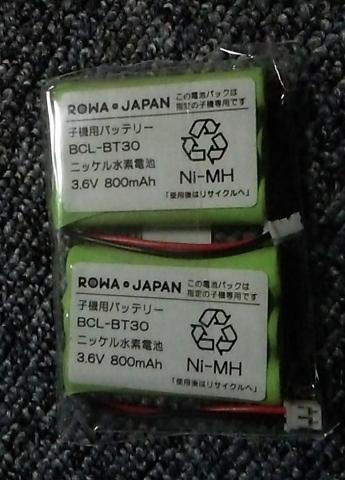 ROWA●JAPAN
この電池パックは
指定の子機専用です
子機用バッテリー
BCL-BT30
ニッケル水素電池
3.6V 800mAh
Ni-MH
「使用後はリサイクルへ」
ROWA●JAPAN
この電池パックは
指定の子機専用です
子機用バッテリー
BCL-BT30
ニッケル水素電池
3.6V 800mAh
Ni-MH
「使用後はリサイクルへ」